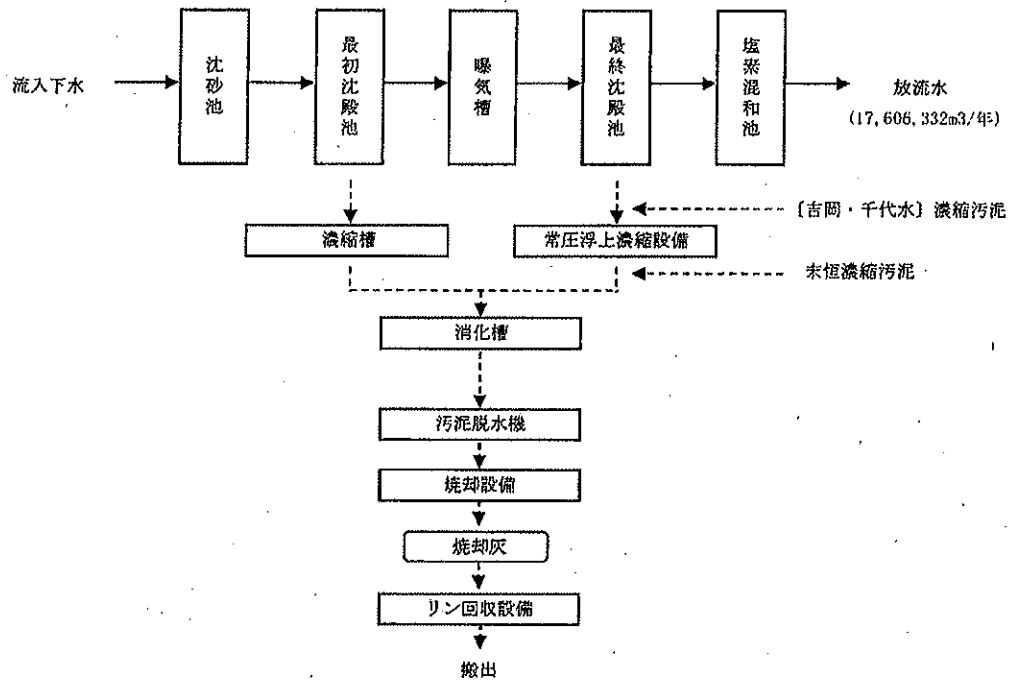 流入下水
沈砂池
最初沈殿池
曝気槽
最終沈殿池
塩素混和池
放流水
(17,606,332m3/年)
〔吉岡・千代水〕濃縮汚泥
濃縮槽
常圧浮上濃縮設備
末恒濃縮汚泥
消化槽
汚泥脱水機
焼却設備
焼却灰
リン回収設備
搬出